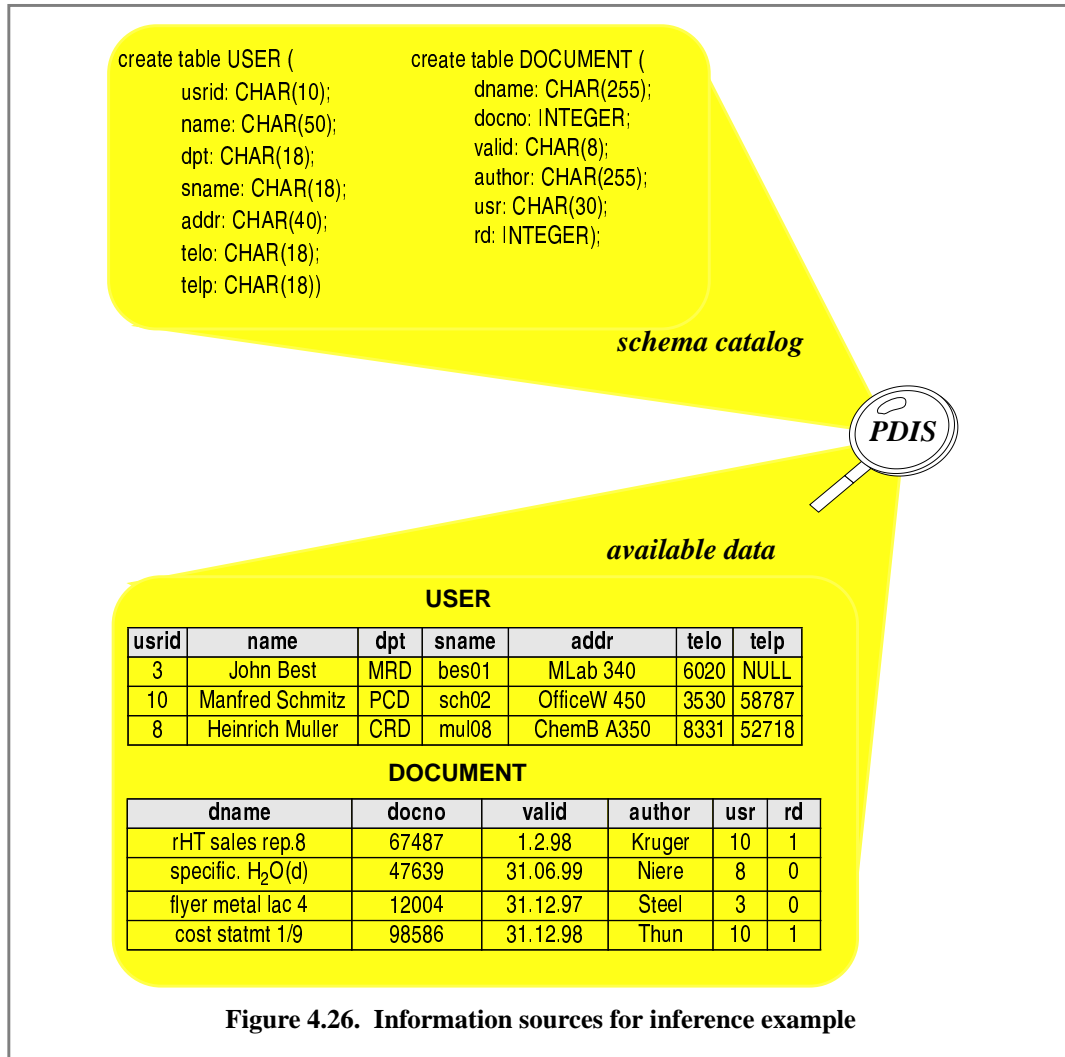 create table USER (
usrid: CHAR(10);
name: CHAR(50);
dpt: CHAR(18);
sname: CHAR(18);
addr: CHAR(40);
telo: CHAR(18);
telp: CHAR(18))
create table DOCUMENT (
dname: CHAR(255);
docno: INTEGER;
valid: CHAR(8);
author: CHAR(255);
usr: CHAR(30);
rd: INTEGER);
schema catalog
PDIS
available data
USER
usrid name dpt sname addr telo telp
3 John Best MRD bes01 MLab 340 6020 NULL
10 Manfred Schmitz PCD sch02 OfficeW 450 3530 58787
8 Heinrich Muller CRD mul08 ChemB A350 8331 52718
DOCUMENT
dname docno valid author usr rd
rHT sales rep.8 67487 1.2.98 Kruger 10 1
specific. H₂O(d) 47639 31.06.99 Niere 8 0
flyer metal lac 4 12004 31.12.97 Steel 3 0
cost statmt 1/9 98586 31.12.98 Thun 10 1
Figure 4.26. Information sources for inference example